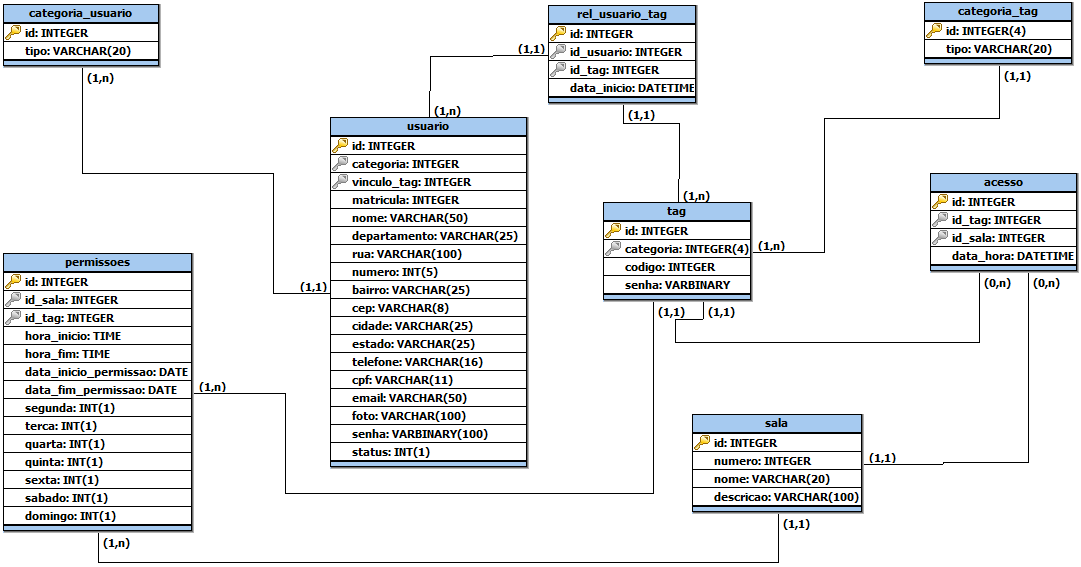 categoria_usuario
id: INTEGER
tipo: VARCHAR(20)
(1,n)
rel_usuario_tag
id: INTEGER
id_usuario: INTEGER
id_tag: INTEGER
data_inicio: DATETIME
(1,1)
(1,1)
categoria_tag
id: INTEGER(4)
tipo: VARCHAR(20)
(1,1)
(1,n)
usuario
id: INTEGER
categoria: INTEGER
vinculo_tag: INTEGER
matricula: INTEGER
nome: VARCHAR(50)
departamento: VARCHAR(25)
rua: VARCHAR(100)
numero: INT(5)
bairro: VARCHAR(25)
cep: VARCHAR(8)
cidade: VARCHAR(25)
estado: VARCHAR(25)
telefone: VARCHAR(16)
cpf: VARCHAR(11)
email: VARCHAR(50)
foto: VARCHAR(100)
senha: VARBINARY(100)
status: INT(1)
(1,1)
(1,n)
tag
id: INTEGER
categoria: INTEGER(4)
codigo: INTEGER
senha: VARBINARY
(1,n)
(1,1)
(1,1)
acesso
id: INTEGER
id_tag: INTEGER
id_sala: INTEGER
data_hora: DATETIME
(0,n)
(0,n)
permissoes
id: INTEGER
id_sala: INTEGER
id_tag: INTEGER
hora_inicio: TIME
hora_fim: TIME
data_inicio_permissao: DATE
data_fim_permissao: DATE
segunda: INT(1)
terca: INT(1)
quarta: INT(1)
quinta: INT(1)
sexta: INT(1)
sabado: INT(1)
domingo: INT(1)
(1,n)
(1,n)
sala
id: INTEGER
numero: INTEGER
nome: VARCHAR(20)
descricao: VARCHAR(100)
(1,1)
(1,1)